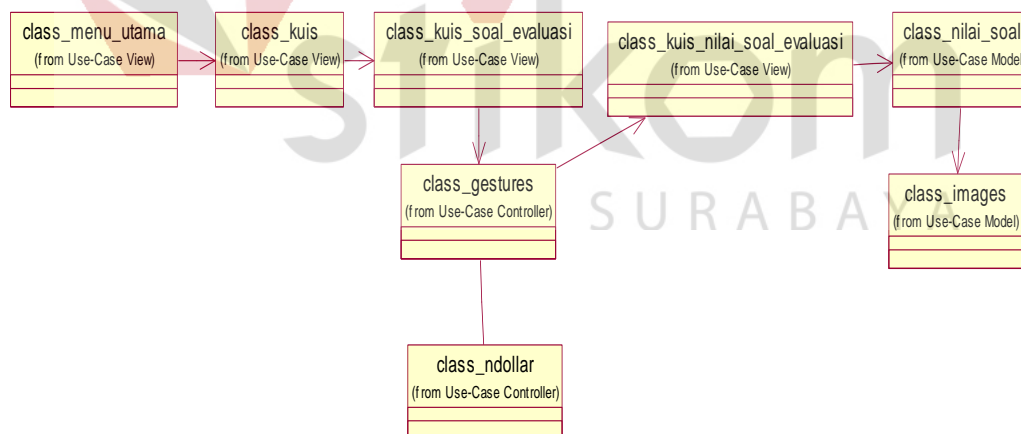 class_menu_utama
(from Use-Case View)
class_kuis
(from Use-Case View)
class_kuis_soal_evaluasi
(from Use-Case View)
class_kuis_nilai_soal_evaluasi
(from Use-Case View)
class_nilai_soal
(from Use-Case Model
class_gestures
(from Use-Case Controller)
class_images
(from Use-Case Model)
class_ndollar
(from Use-Case Controller)
stikom
SURABAYA